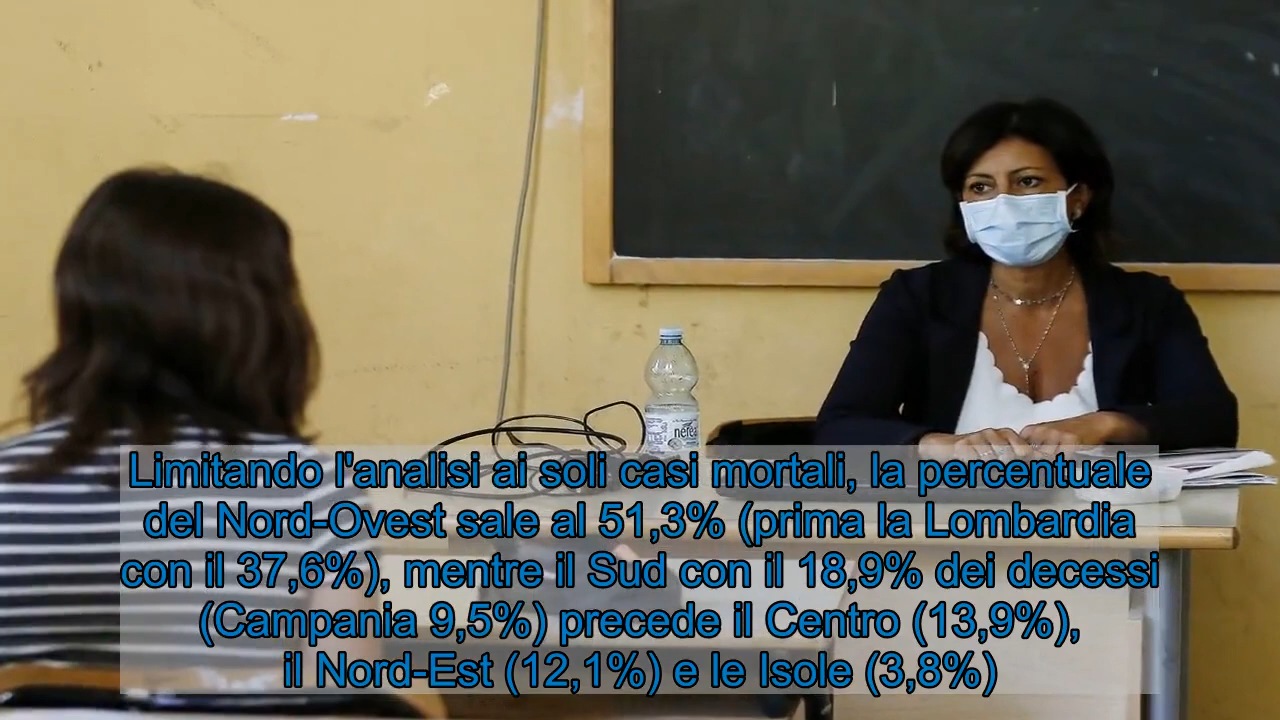 nerea
Limitando l'analisi ai soli casi mortali, la percentuale
del Nord-Ovest sale al 51,3% (prima la Lombardia
con il 37,6%), mentre il Sud con il 18,9% dei decessi
(Campania 9,5%) precede il Centro (13,9%),
il Nord-Est (12,1%) e le Isole (3,8%)